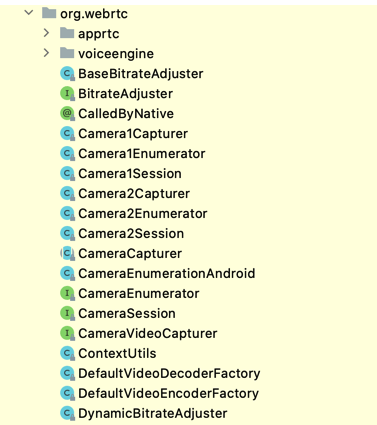 org.webrtc
apprtc
voiceengine
BaseBitrateAdjuster
BitrateAdjuster
CalledByNative
Camera1Capturer
Camera1Enumerator
Camera1Session
Camera2Capturer
Camera2Enumerator
Camera2Session
CameraCapturer
CameraEnumerationAndroid
CameraEnumerator
CameraSession
CameraVideoCapturer
ContextUtils
DefaultVideoDecoderFactory
DefaultVideoEncoderFactory
DynamicBitrateAdjuster